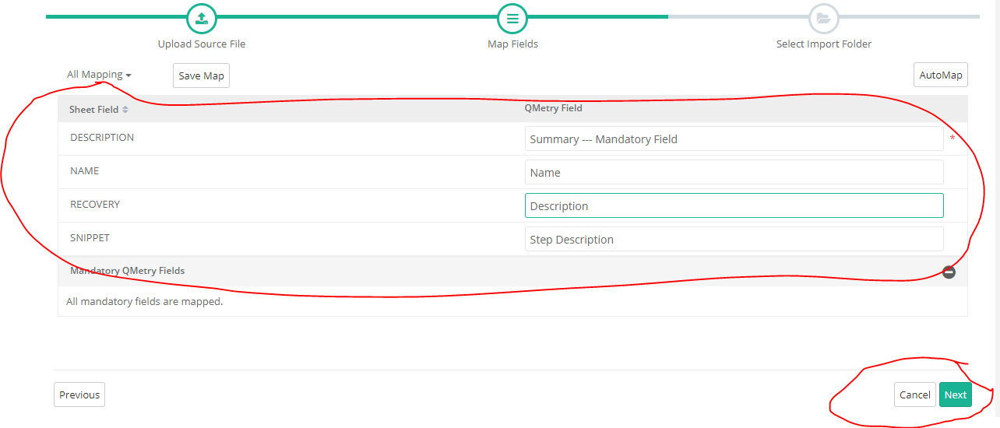 Upload Source File Map Fields Select Import Folder
All Mapping Save Map AutoMap
Sheet Field QMetry Field
DESCRIPTION Summary --- Mandatory Field *
NAME Name
RECOVERY Description
SNIPPET Step Description
Mandatory QMetry Fields
All mandatory fields are mapped.
Previous Cancel Next